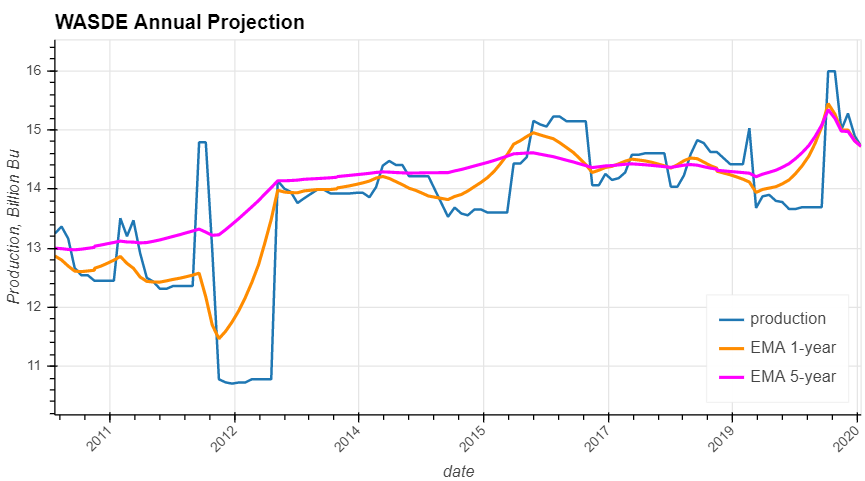 WASDE Annual Projection
Production, Billion Bu
16
15
14
13
12
11
production
EMA 1-year
EMA 5-year
2011
2012
2014
2015
2017
2019
2020
date